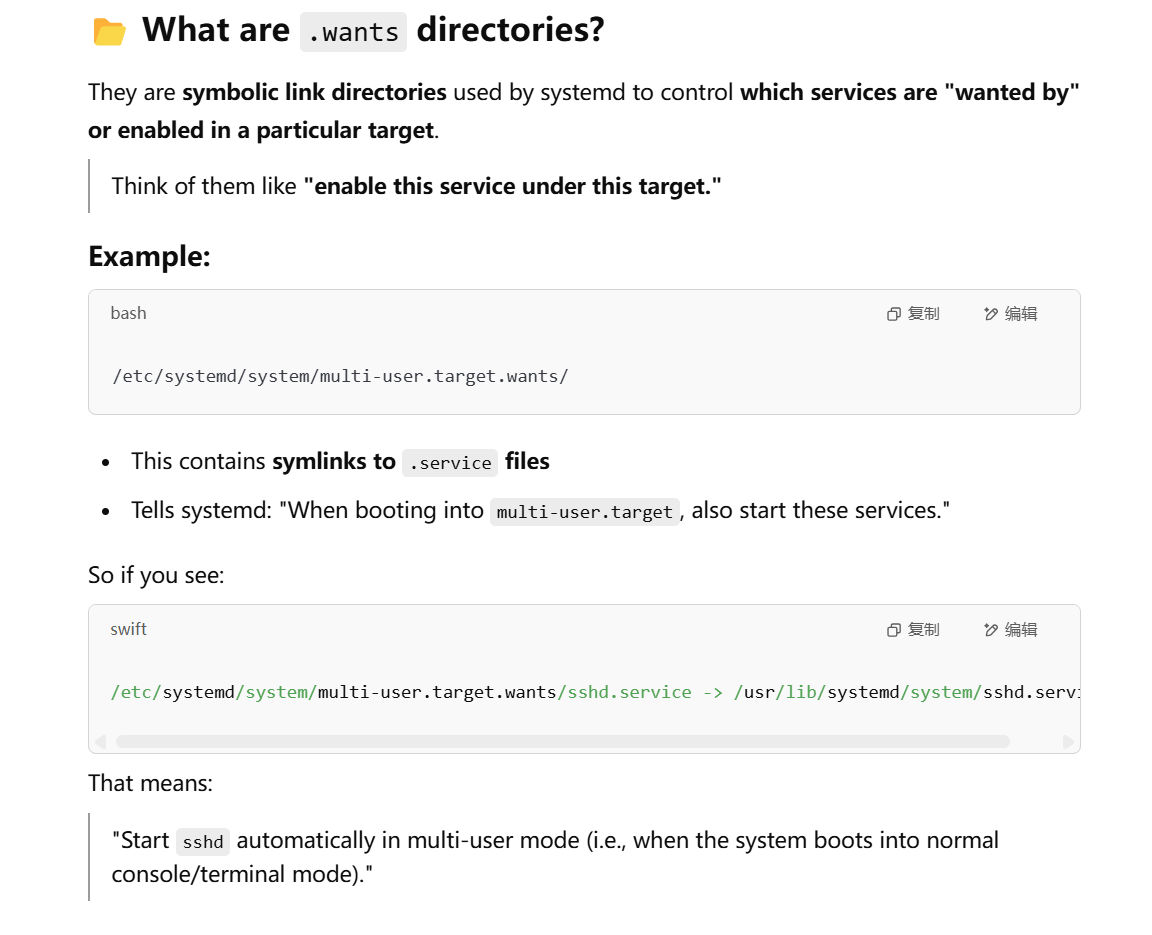 What are .wants directories?
They are symbolic link directories used by systemd to control which services are "wanted by"
or enabled in a particular target.
Think of them like "enable this service under this target."
Example:
bash 复制 编辑
/etc/systemd/system/multi-user.target.wants/
• This contains symlinks to .service files
• Tells systemd: "When booting into multi-user.target, also start these services."
So if you see:
swift 复制 编辑
/etc/systemd/system/multi-user.target.wants/sshd.service -> /usr/lib/systemd/system/sshd.servi
That means:
"Start sshd automatically in multi-user mode (i.e., when the system boots into normal
console/terminal mode)."